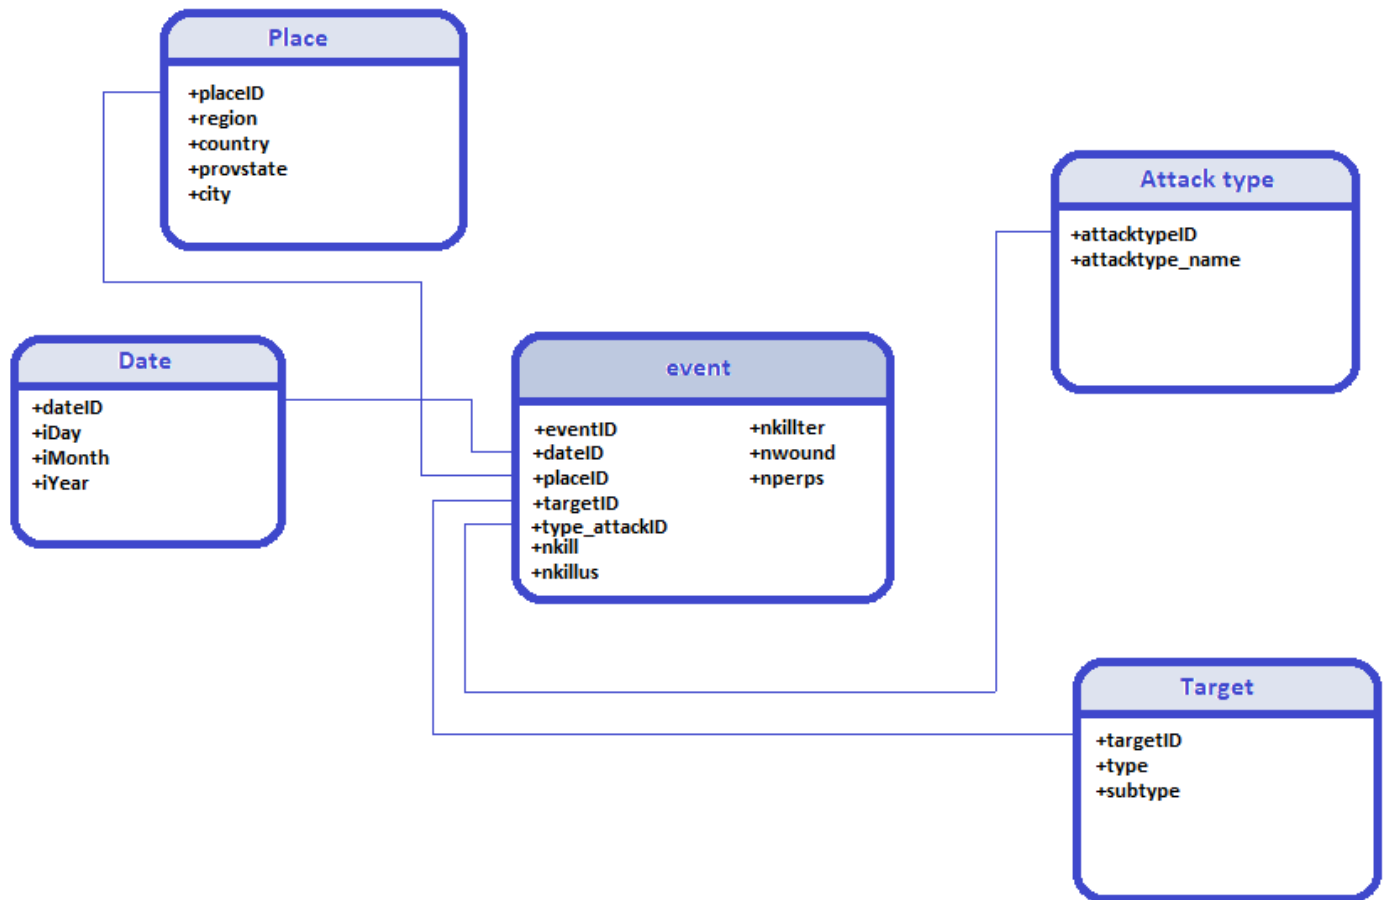 Place
+placeID
+region
+country
+provstate
+city
Attack type
+attacktypeID
+attacktype_name
Date
+dateID
+iDay
+iMonth
+iYear
event
+eventID
+dateID
+placeID
+targetID
+type_attackID
+nkill
+nkillus
+nkillter
+nwound
+nperps
Target
+targetID
+type
+subtype